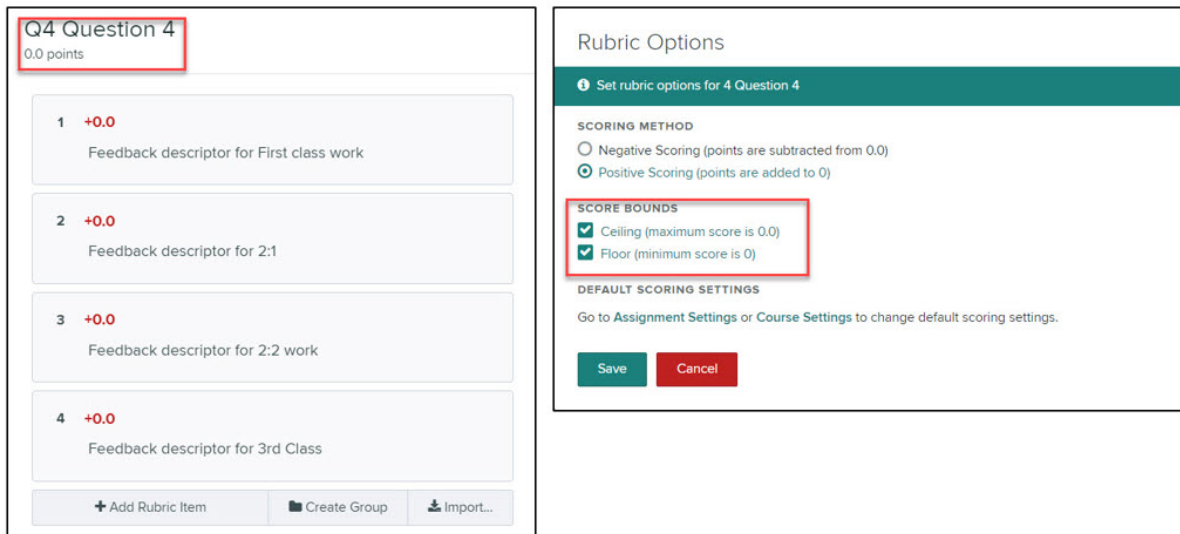 Q4 Question 4
0.0 points
1 +0.0
Feedback descriptor for First class work
2 +0.0
Feedback descriptor for 2:1
3 +0.0
Feedback descriptor for 2:2 work
4 +0.0
Feedback descriptor for 3rd Class
+ Add Rubric Item Create Group Import...
Rubric Options
Set rubric options for 4 Question 4
SCORING METHOD
Negative Scoring (points are subtracted from 0.0)
Positive Scoring (points are added to 0)
SCORE BOUNDS
Ceiling (maximum score is 0.0)
Floor (minimum score is 0)
DEFAULT SCORING SETTINGS
Go to Assignment Settings or Course Settings to change default scoring settings.
Save Cancel